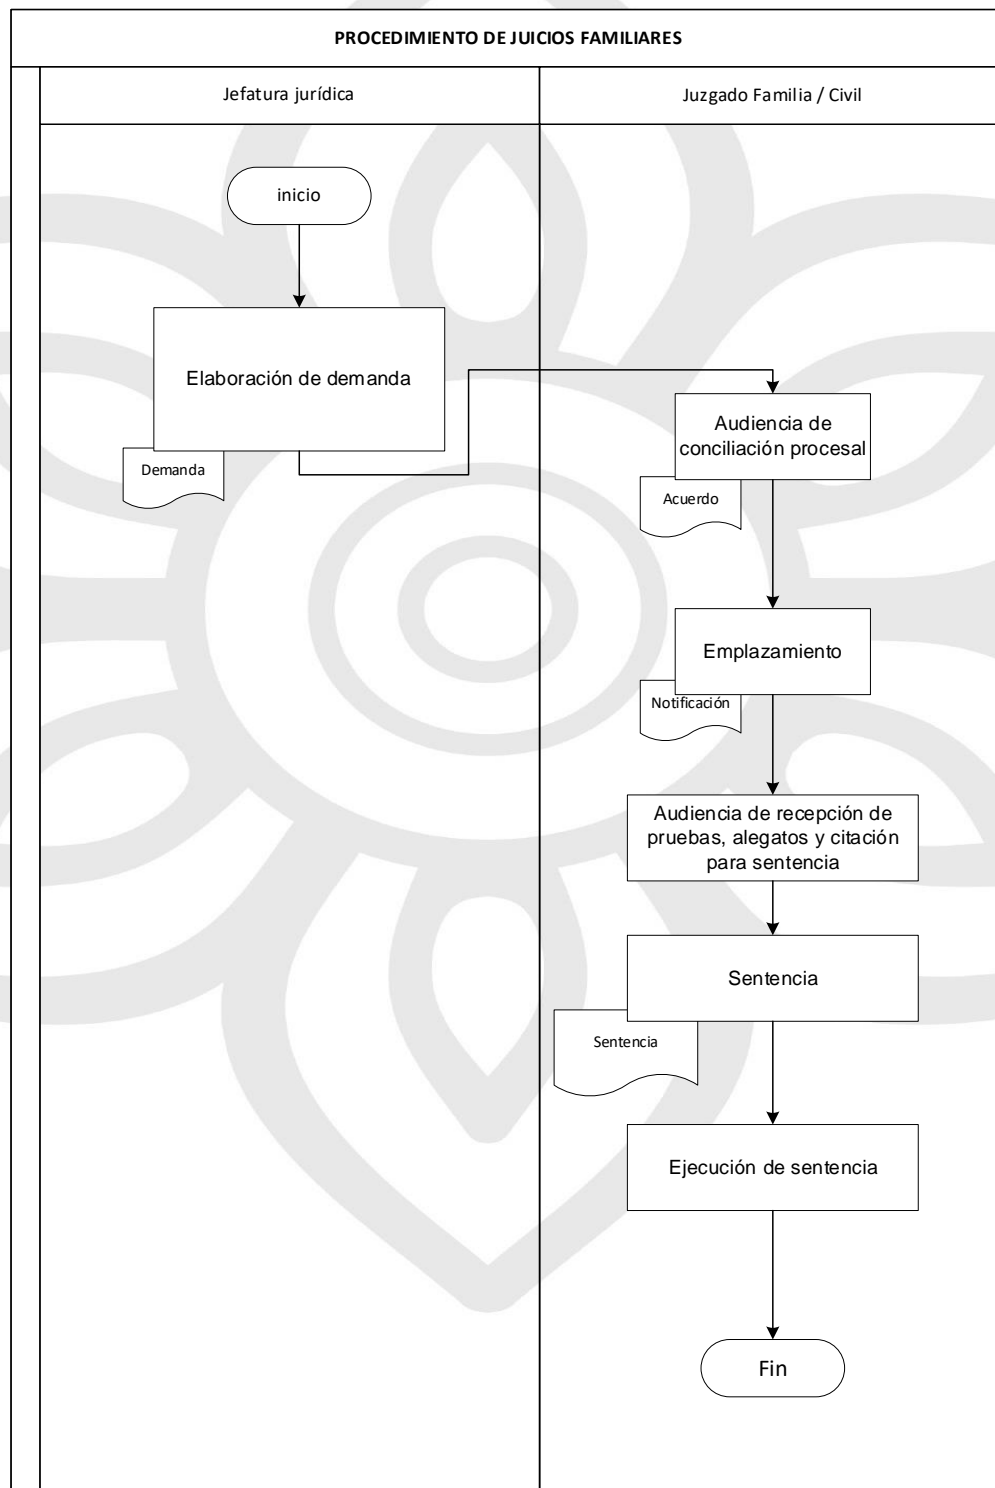 PROCEDIMIENTO DE JUICIOS FAMILIARES
Jefatura jurídica
Juzgado Familia / Civil
inicio
Elaboración de demanda
Demanda
Audiencia de
conciliación procesal
Acuerdo
Emplazamiento
Notificación
Audiencia de recepción de
pruebas, alegatos y citación
para sentencia
Sentencia
Sentencia
Ejecución de sentencia
Fin